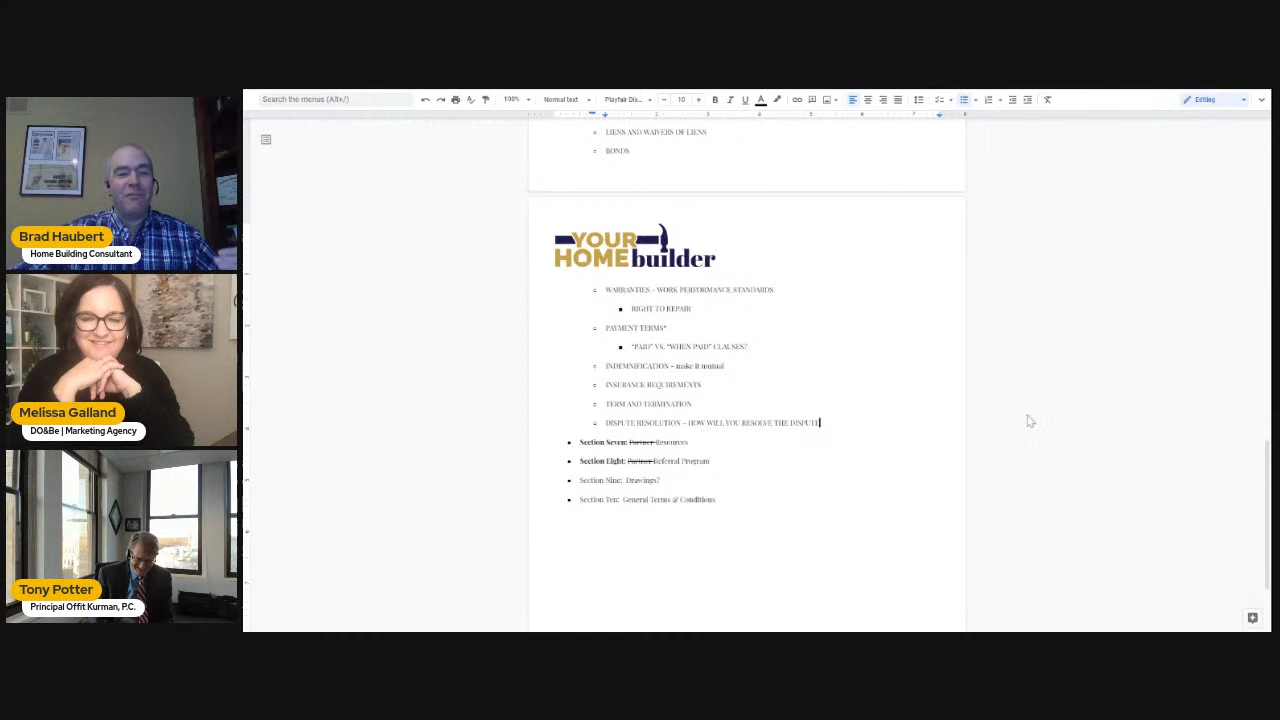 Brad Haubert
Home Building Consultant
Melissa Galland
DO&Be | Marketing Agency
Tony Potter
Principal Offit Kurman, P.C.
Search the menus (Alt+/)
100%
Normal text
Playfair Dis...
10
B I U A
Editing
LIENS AND WAIVERS OF LIENS
BONDS
YOUR
HOMEbuilder
WARRANTIES – WORK PERFORMANCE STANDARDS
RIGHT TO REPAIR
PAYMENT TERMS*
"PAID" VS. "WHEN PAID" CLAUSES?
INDEMNIFICATION – make it mutual
INSURANCE REQUIREMENTS
TERM AND TERMINATION
DISPUTE RESOLUTION – HOW WILL YOU RESOLVE THE DISPUTE
Section Seven: Partner Resources
Section Eight: Partner Referral Program
Section Nine: Drawings?
Section Ten: General Terms & Conditions